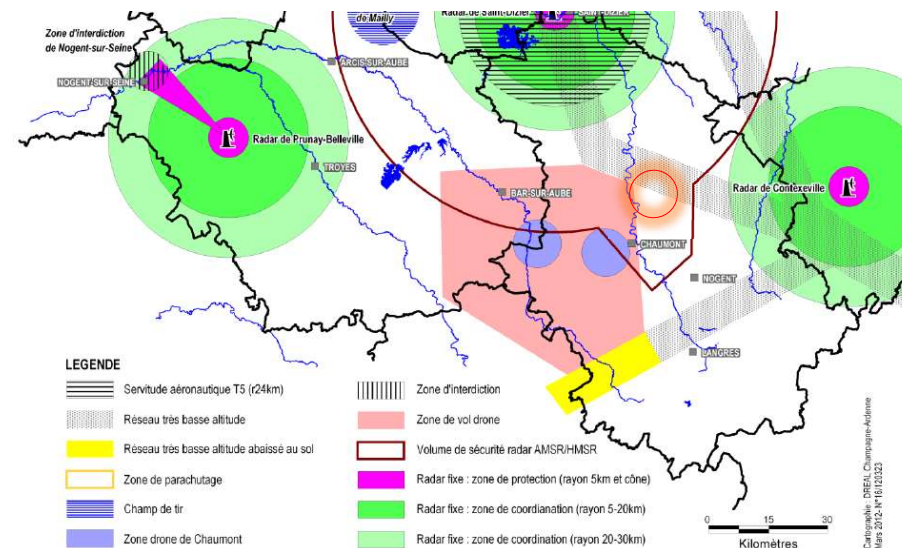 de Mailly
Radar de Saint-Dizier
Zone d'interdiction
de Nogent-sur-Seine
NOGENT-SUR-SEINE
ARCIS-SUR-AUBE
Radar de Prunay-Belleville
TROYES
BAR-SUR-AUBE
Radar de Contexeville
CHAUMONT
NOGENT
LANGRES
LEGENDE
Servitude aéronautique T5 (r24km)
Réseau très basse altitude
Réseau très basse altitude abaissé au sol
Zone de parachutage
Champ de tir
Zone drone de Chaumont
Zone d'interdiction
Zone de vol drone
Volume de sécurité radar AMSR/HMSR
Radar fixe : zone de protection (rayon 5km et cône)
Radar fixe : zone de coordianation (rayon 5-20km)
Radar fixe : zone de coordination (rayon 20-30km)
0 15 30
Kilomètres
Cartographie : DREAL Champagne-Ardenne
Mars 2012- N°16/120323